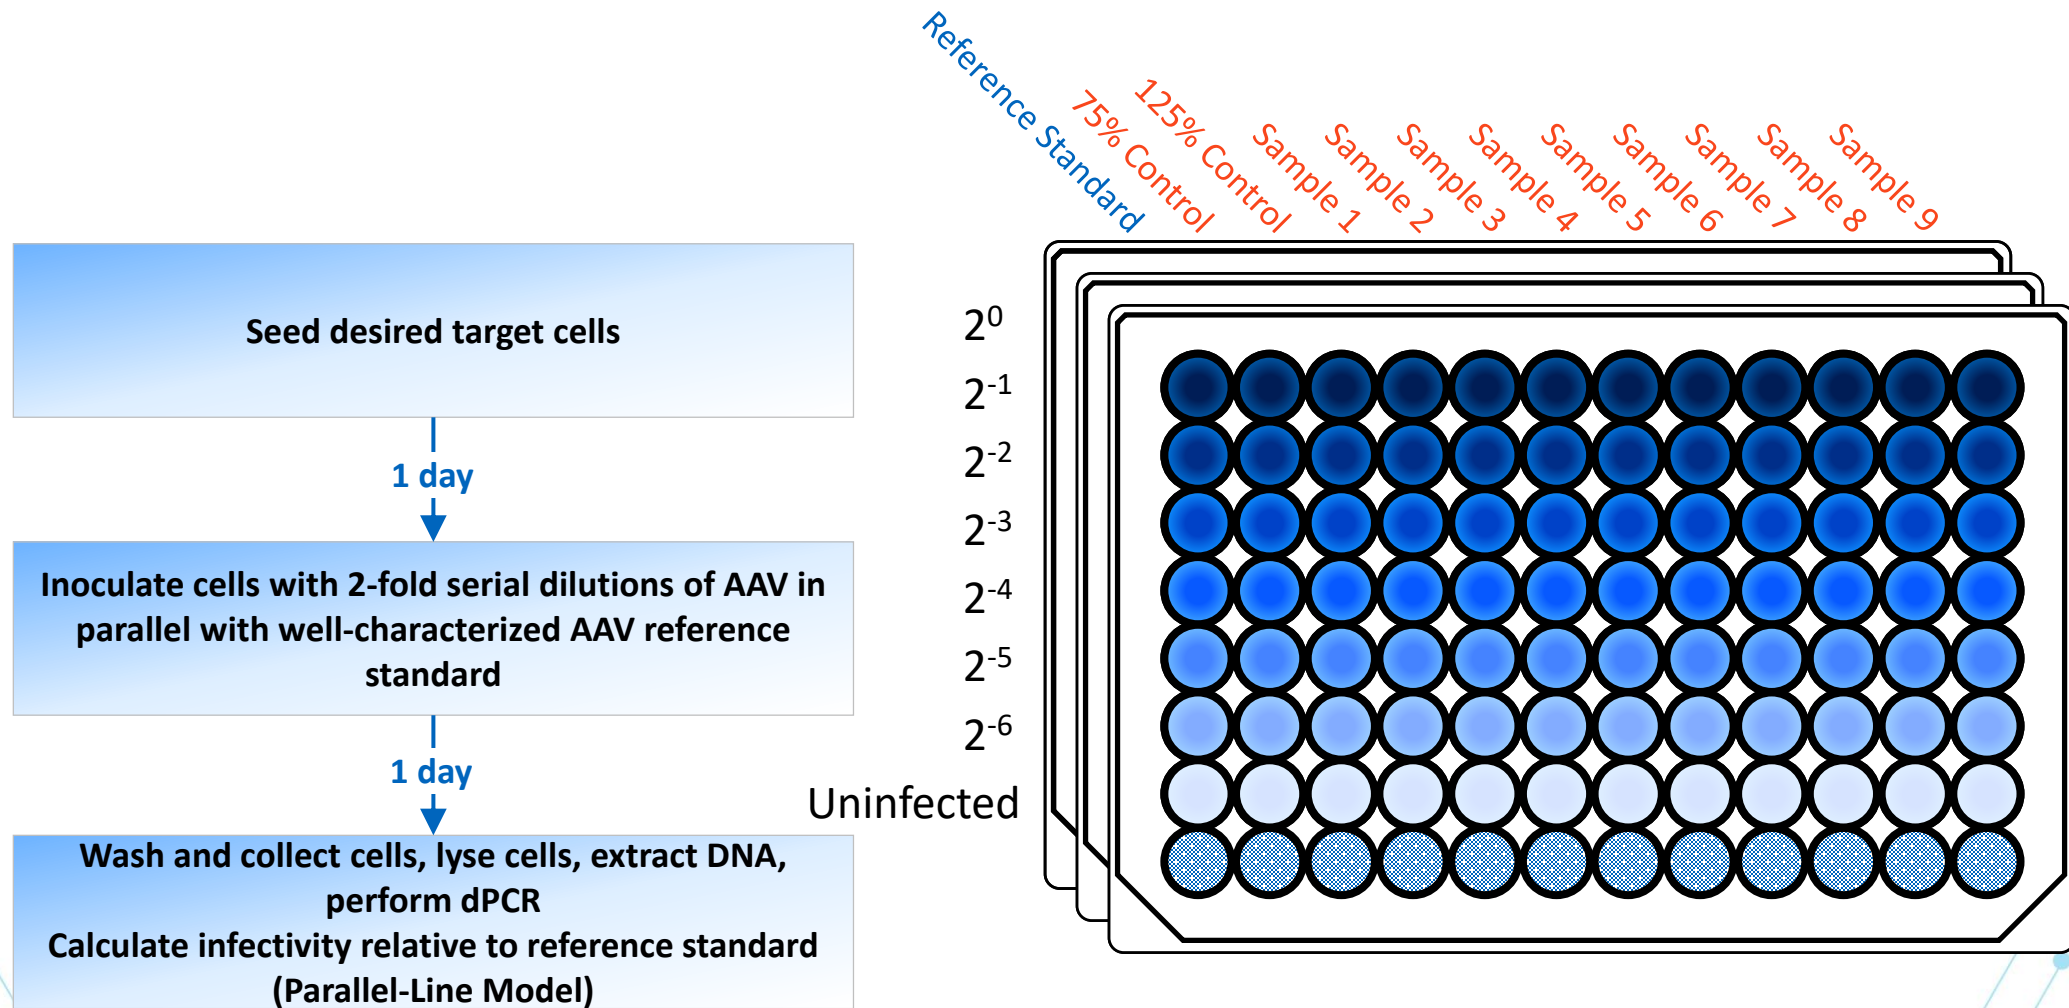 Seed desired target cells
1 day
Inoculate cells with 2-fold serial dilutions of AAV in
parallel with well-characterized AAV reference
standard
1 day
Wash and collect cells, lyse cells, extract DNA,
perform dPCR
Calculate infectivity relative to reference standard
(Parallel-Line Model)
Reference Standard
75% Control
125% Control
Sample 1
Sample 2
Sample 3
Sample 4
Sample 5
Sample 6
Sample 7
Sample 8
Sample 9
2⁰
2⁻¹
2⁻²
2⁻³
2⁻⁴
2⁻⁵
2⁻⁶
Uninfected